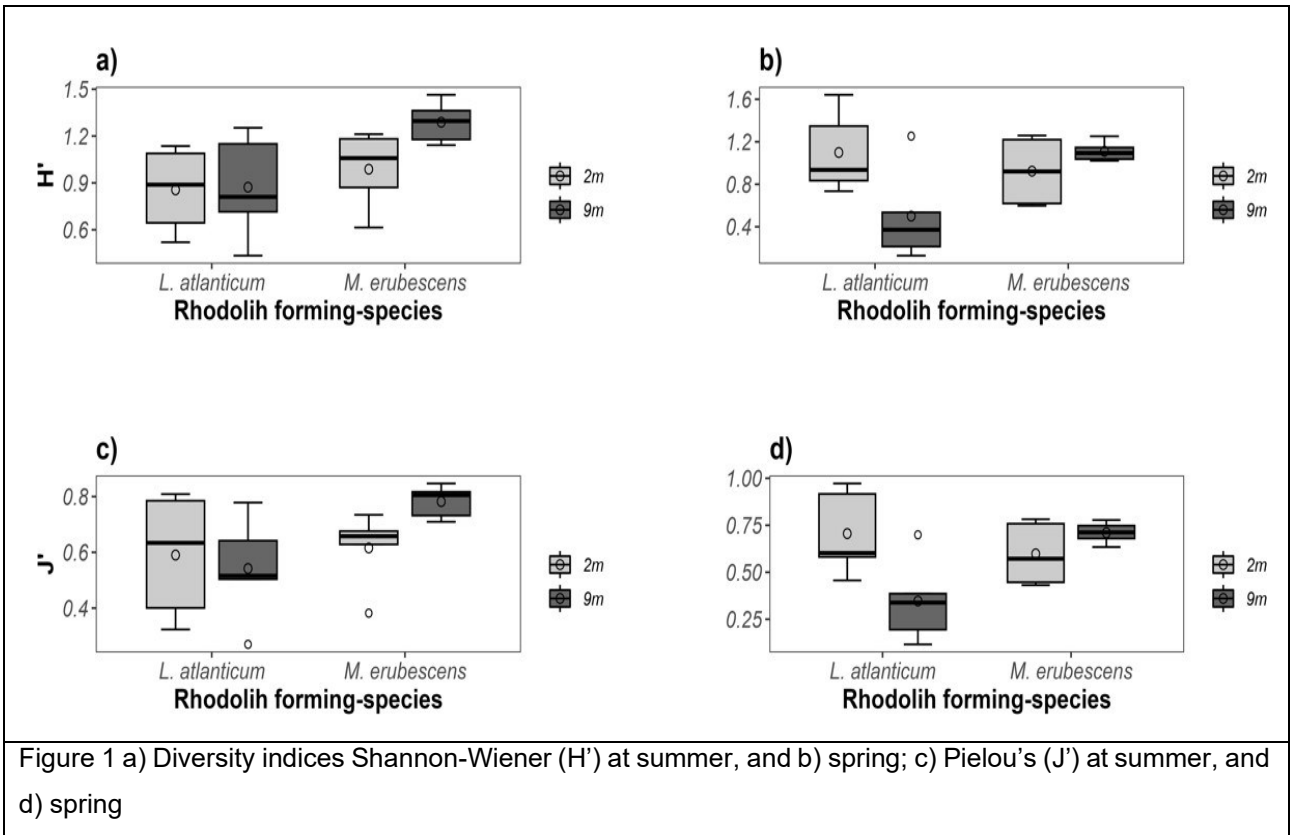 a)
H'
1.5
1.2
0.9
0.6
L. atlanticum M. erubescens
Rhodolih forming-species
2m
9m
b)
1.6
1.2
0.8
0.4
L. atlanticum M. erubescens
Rhodolih forming-species
2m
9m
c)
J'
0.8
0.6
0.4
L. atlanticum M. erubescens
Rhodolih forming-species
2m
9m
d)
1.00
0.75
0.50
0.25
L. atlanticum M. erubescens
Rhodolih forming-species
2m
9m
Figure 1 a) Diversity indices Shannon-Wiener (H’) at summer, and b) spring; c) Pielou’s (J’) at summer, and
d) spring